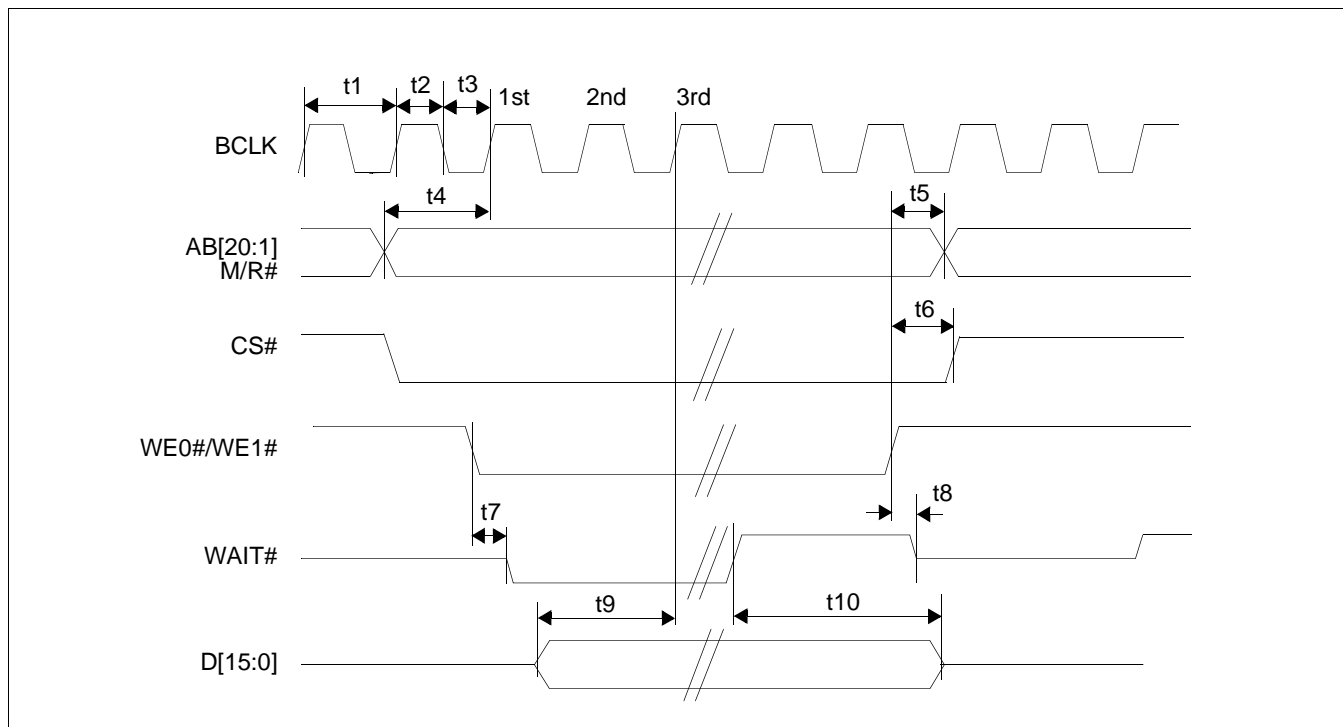 t1
t2
t3
1st
2nd
3rd
BCLK
t4
t5
AB[20:1]
M/R#
t6
CS#
WE0#/WE1#
t7
t8
WAIT#
t9
t10
D[15:0]